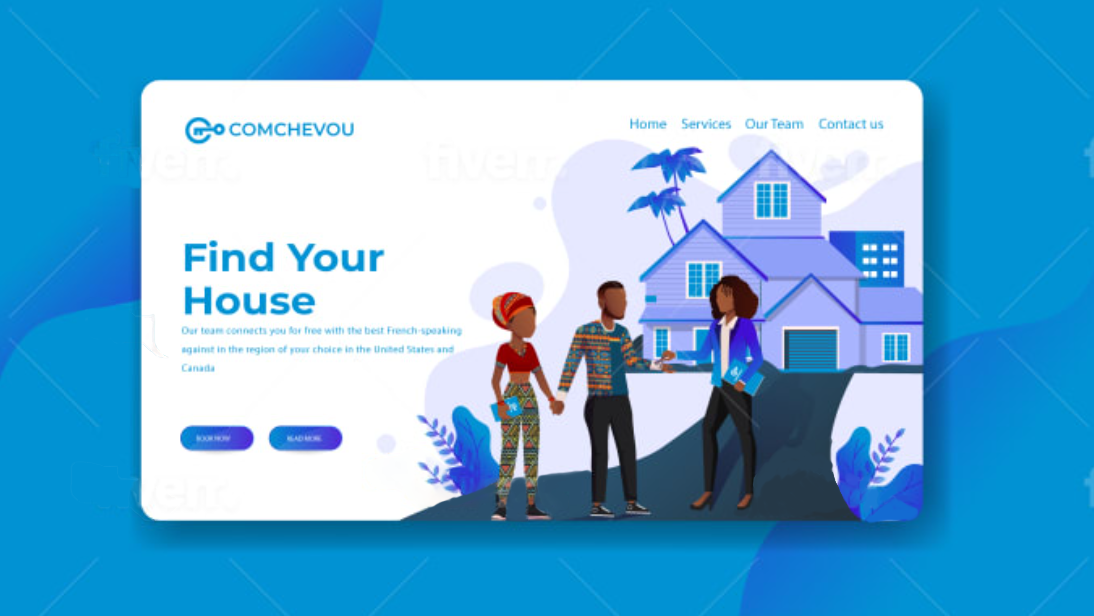 COMCHEVOU
Home Services Our Team Contact us
fiverr.
fiverr.
fiverr.
Find Your
House
Our team connects you for free with the best French-speaking
against in the region of your choice in the United States and
Canada
BOOK NOW READ MORE
fiverr.